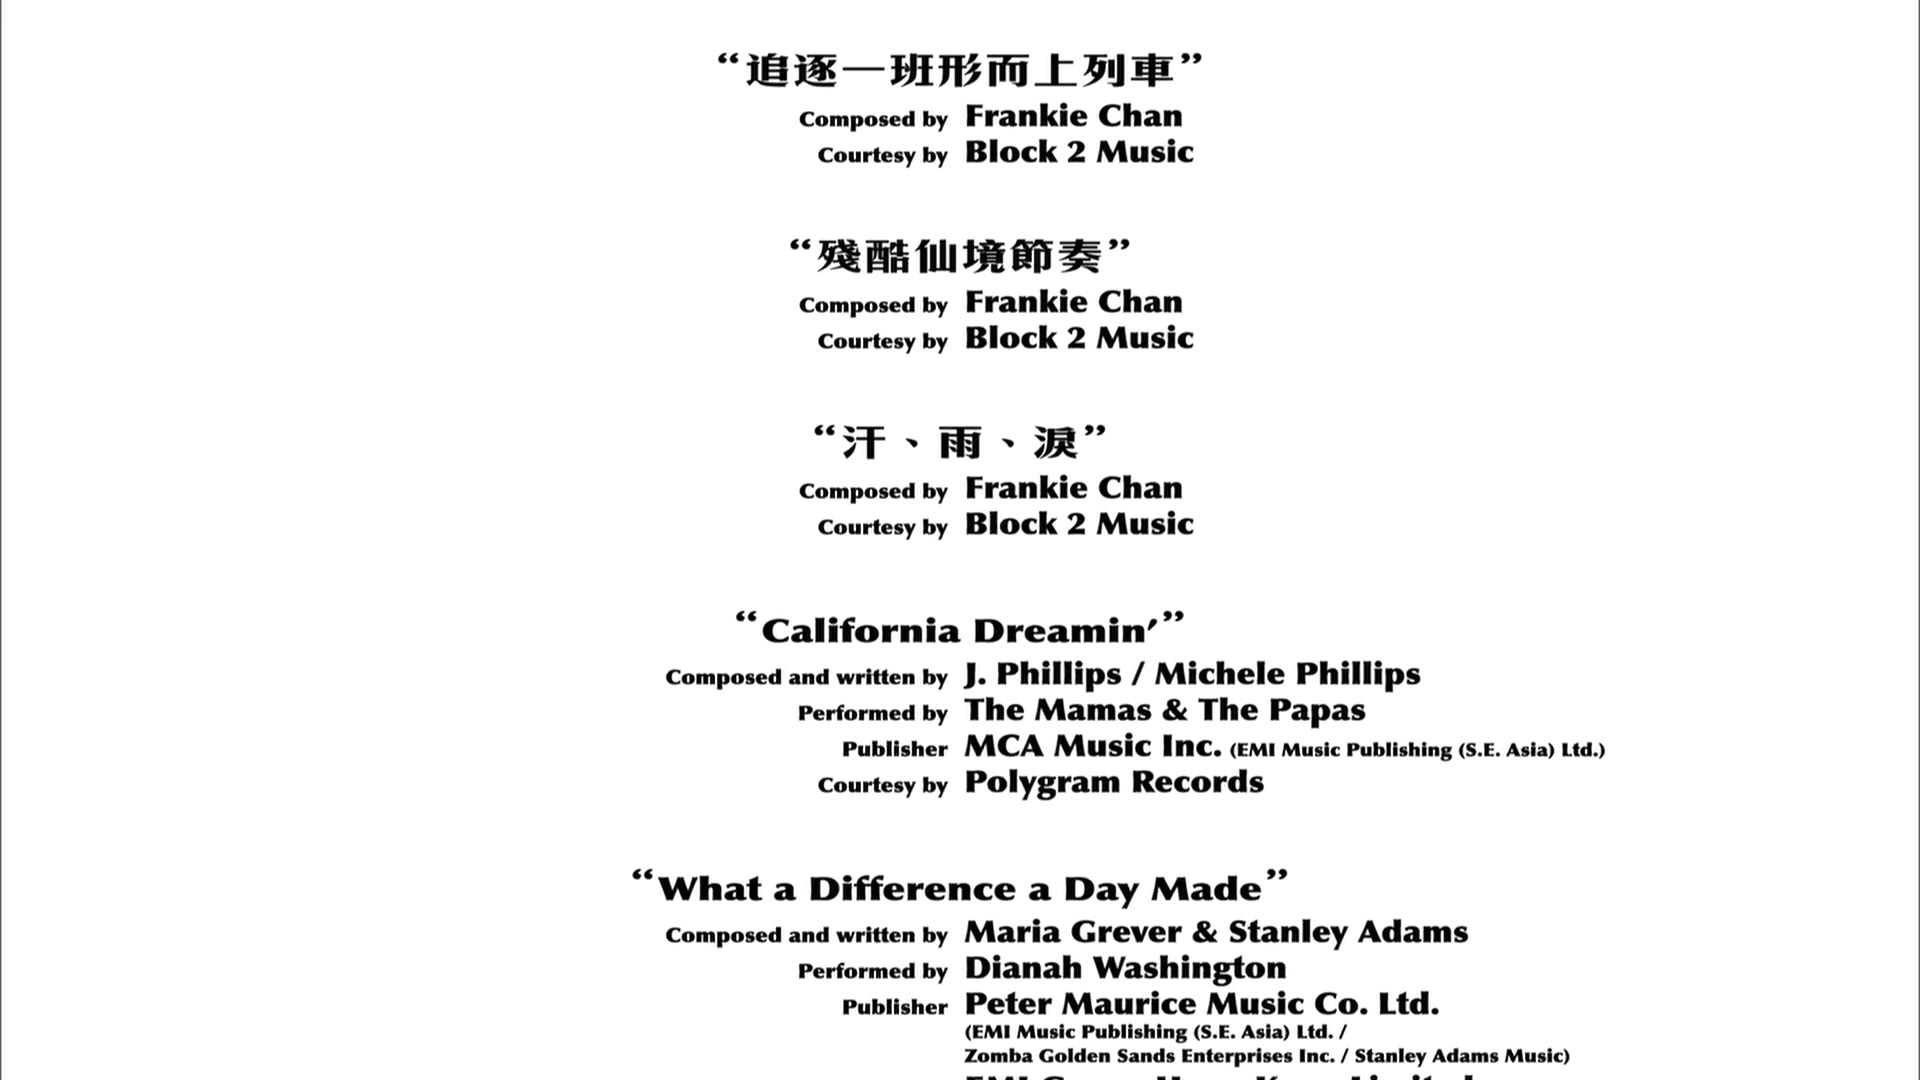 “追逐一班形而上列車”
Composed by Frankie Chan
Courtesy by Block 2 Music
“殘酷仙境節奏”
Composed by Frankie Chan
Courtesy by Block 2 Music
“汗、雨、淚”
Composed by Frankie Chan
Courtesy by Block 2 Music
“California Dreamin’”
Composed and written by J. Phillips / Michele Phillips
Performed by The Mamas & The Papas
Publisher MCA Music Inc. (EMI Music Publishing (S.E. Asia) Ltd.)
Courtesy by Polygram Records
“What a Difference a Day Made”
Composed and written by Maria Grever & Stanley Adams
Performed by Dianah Washington
Publisher Peter Maurice Music Co. Ltd.
(EMI Music Publishing (S.E. Asia) Ltd. /
Zomba Golden Sands Enterprises Inc. / Stanley Adams Music)